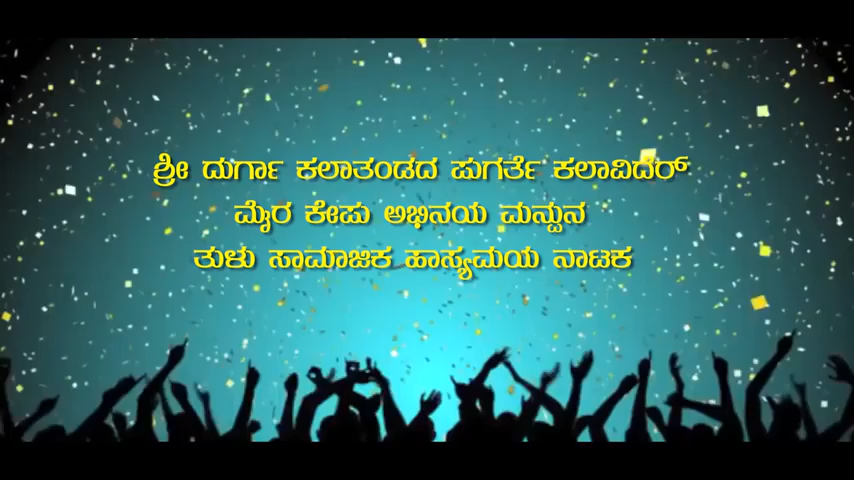 ಶ್ರೀ ದುರ್ಗಾ ಕಲಾತಂಡದ ಪುಗರ್ತೆ ಕಲಾವಿದೆರ್
ಮೈರ ಕೇಪು ಅಭಿನಯ ಮನ್ಪುನ
ತುಳು ಸಾಮಾಜಿಕ ಹಾಸ್ಯಮಯ ನಾಟಕ